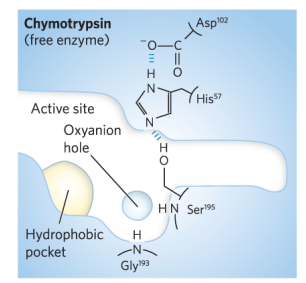 Chymotrypsin
(free enzyme)
Asp102
−O—C
O
H
N
His57
N
Active site
Oxyanion
hole
H
O
H N Ser195
Hydrophobic
pocket
H
N
Gly193